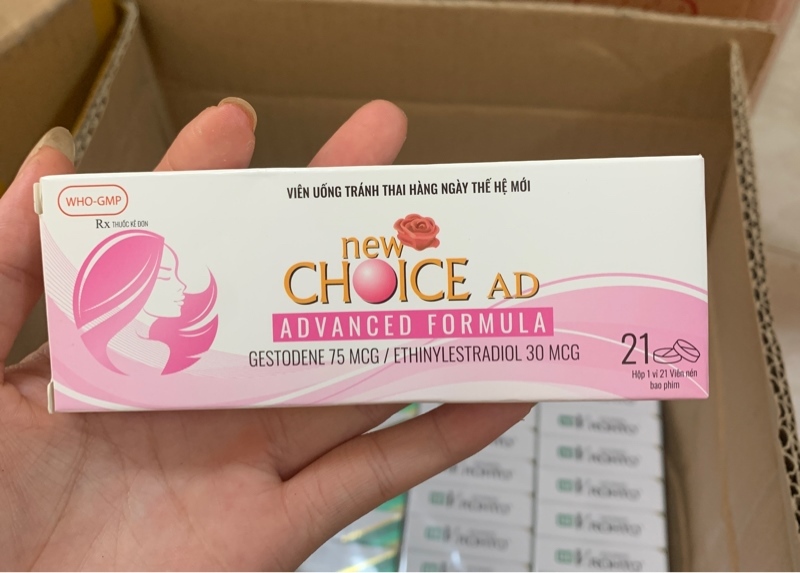 WHO-GMP
Rx THUỐC KÊ ĐƠN
VIÊN UỐNG TRÁNH THAI HÀNG NGÀY THẾ HỆ MỚI
new
CHOICE AD
ADVANCED FORMULA
GESTODENE 75 MCG / ETHINYLESTRADIOL 30 MCG
21
Hộp 1 vỉ 21 Viên nén
bao phim